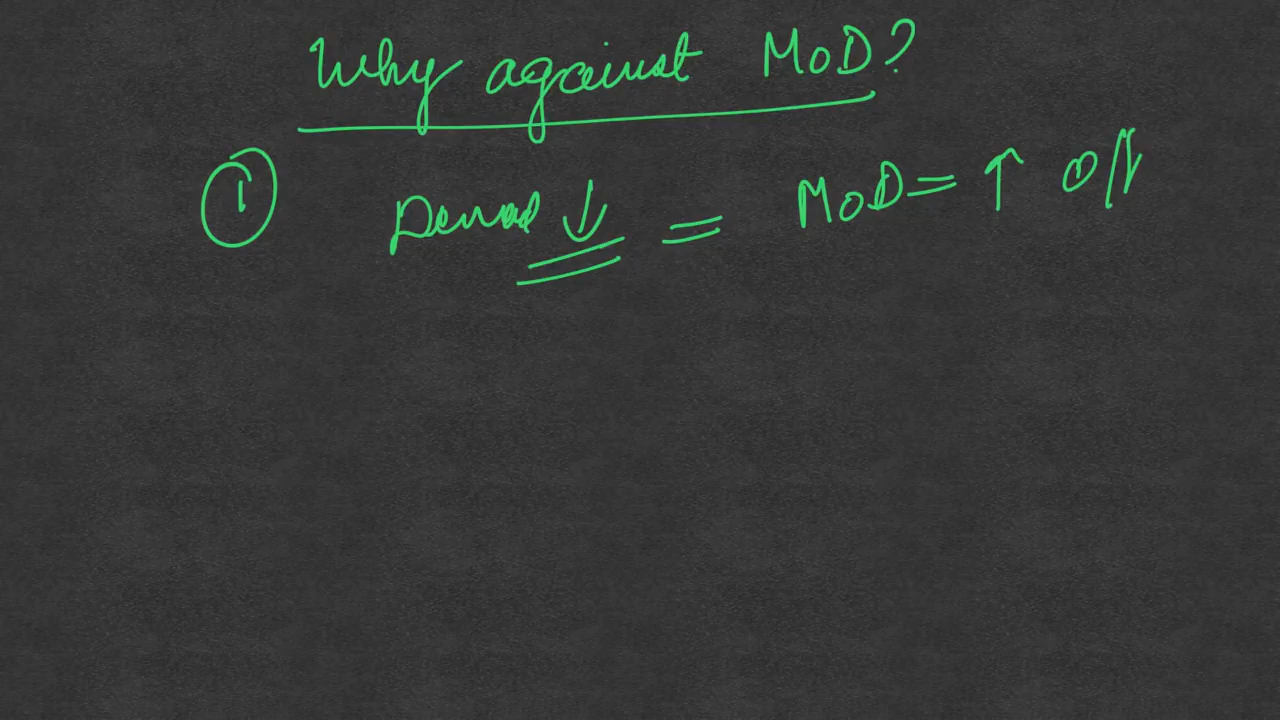 Why against MoD?
① Demand ↓ = MoD = ↑